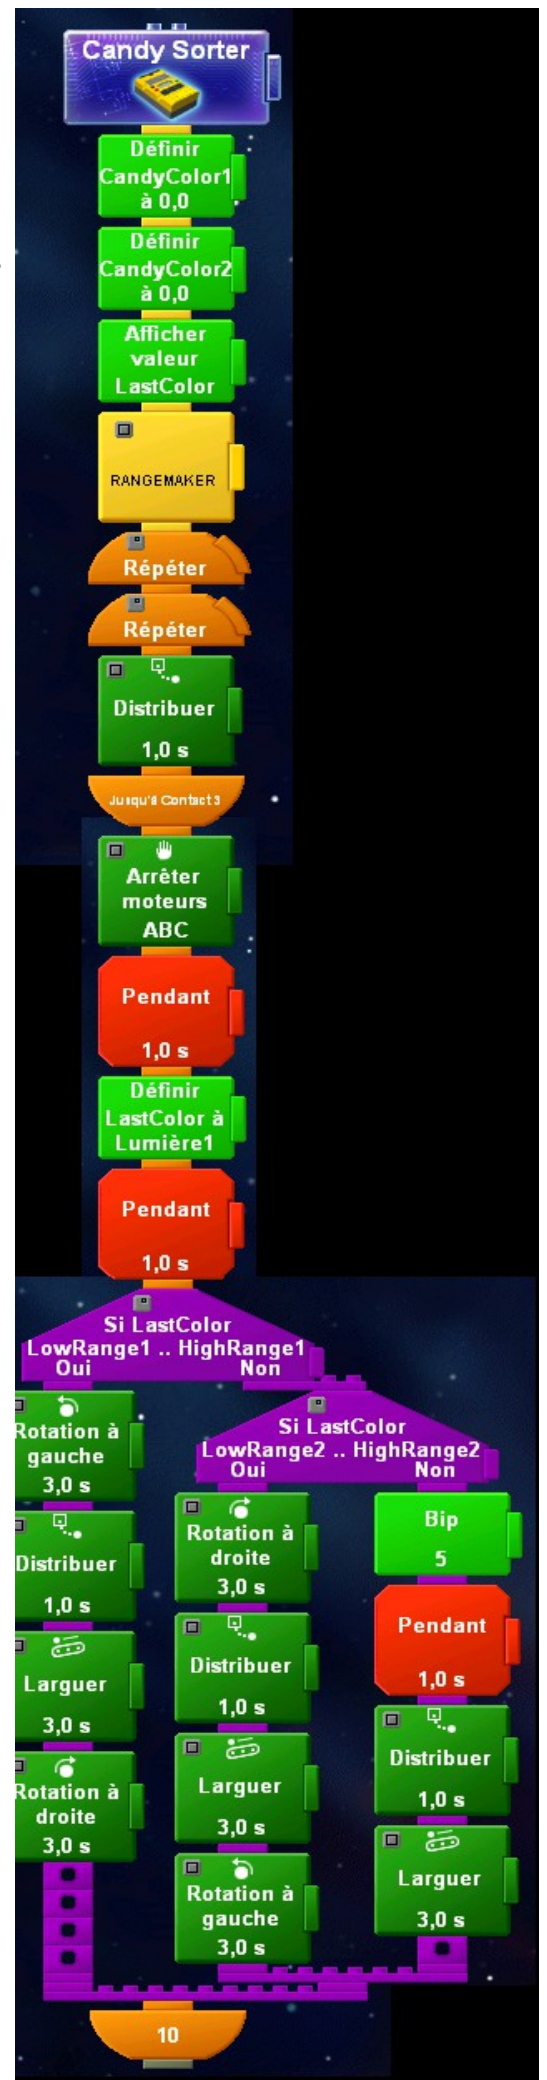 Candy Sorter
Définir
CandyColor1
à 0,0
Définir
CandyColor2
à 0,0
Afficher
valeur
LastColor
RANGEMAKER
Répéter
Répéter
Distribuer
1,0 s
Jusqu'à Contact 3
Arrêter
moteurs
ABC
Pendant
1,0 s
Définir
LastColor à
Lumière1
Pendant
1,0 s
Si LastColor
LowRange1 .. HighRange1
Oui Non
Rotation à
gauche
3,0 s
Distribuer
1,0 s
Larguer
3,0 s
Rotation à
droite
3,0 s
Si LastColor
LowRange2 .. HighRange2
Oui Non
Rotation à
droite
3,0 s
Distribuer
1,0 s
Larguer
3,0 s
Rotation à
gauche
3,0 s
Bip
5
Pendant
1,0 s
Distribuer
1,0 s
Larguer
3,0 s
10